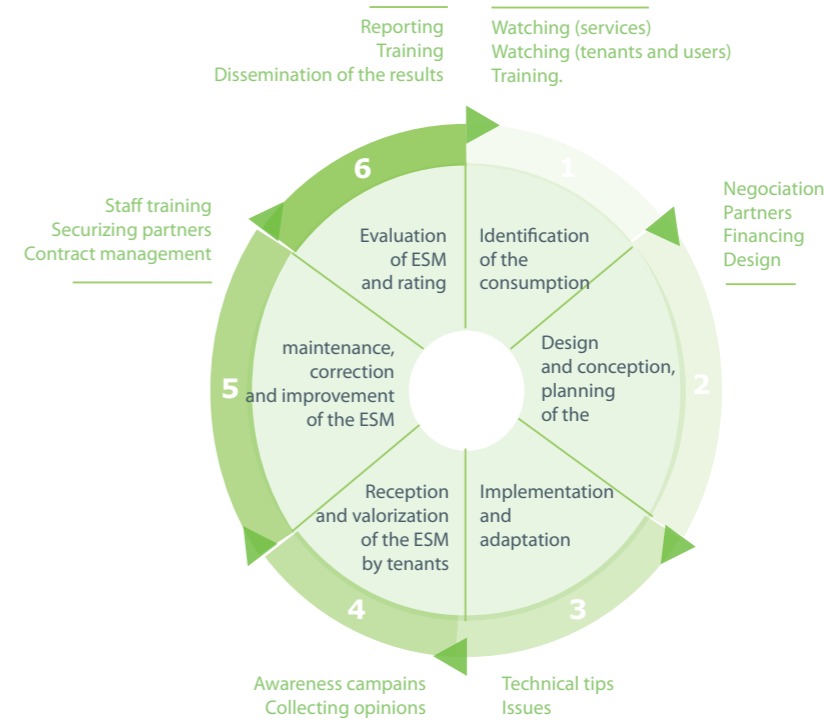 Reporting
Training
Dissemination of the results
Watching (services)
Watching (tenants and users)
Training.
1
Identification
of the
consumption
Negociation
Partners
Financing
Design
2
Design
and conception,
planning
of the
3
Implementation
and
adaptation
Technical tips
Issues
4
Reception
and valorization
of the ESM
by tenants
Awareness campains
Collecting opinions
5
maintenance,
correction
and improvement
of the ESM
Staff training
Securizing partners
Contract management
6
Evaluation
of ESM
and rating